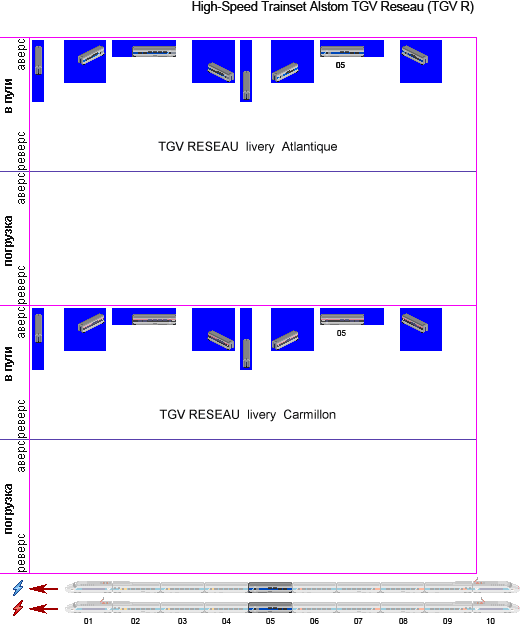 High-Speed Trainset Alstom TGV Reseau (TGV R)
аверс
05
в пути
TGV RESEAU livery Atlantique
реверс
аверс
погрузка
реверс
аверс
05
в пути
TGV RESEAU livery Carmillon
реверс
аверс
погрузка
реверс
01 02 03 04 05 06 07 08 09 10